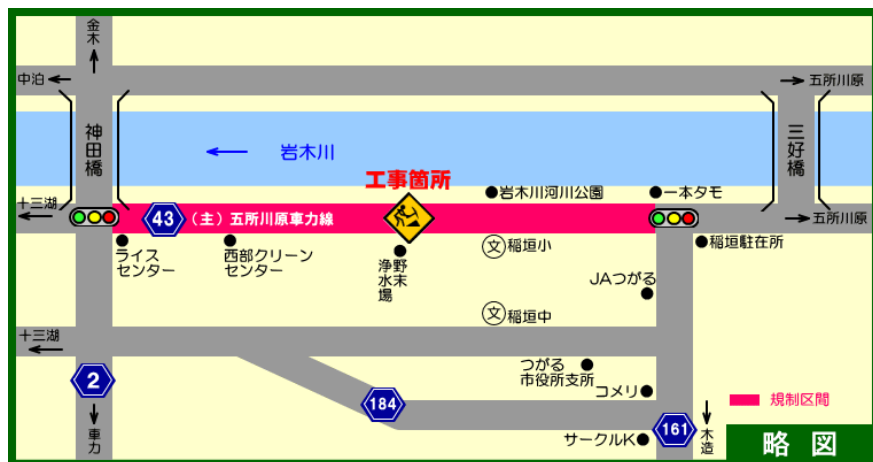 金木
中泊
五所川原
神田橋
三好橋
岩木川
工事箇所
岩木川河川公園
一本タモ
十三湖
43
(主)五所川原車力線
五所川原
ライス
センター
西部クリーン
センター
野末
浄水場
文
稲垣小
稲垣駐在所
JAつがる
文
稲垣中
十三湖
つがる
市役所支所
コメリ
2
184
161
規制区間
車力
サークルK
木造
略図